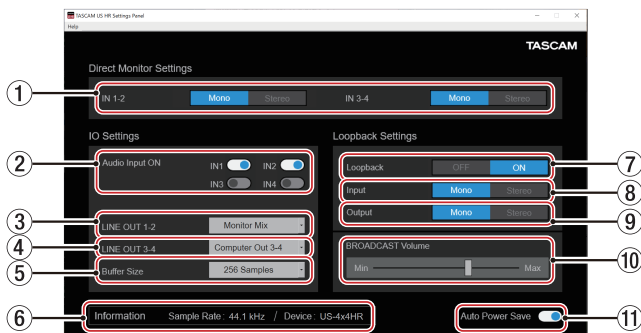 TASCAM US HR Settings Panel
Help
TASCAM
Direct Monitor Settings
1 IN 1-2 Mono Stereo IN 3-4 Mono Stereo
IO Settings
2 Audio Input ON IN1 IN2
IN3 IN4
3 LINE OUT 1-2 Monitor Mix
4 LINE OUT 3-4 Computer Out 3-4
5 Buffer Size 256 Samples
Loopback Settings
Loopback OFF ON 7
Input Mono Stereo 8
Output Mono Stereo 9
BROADCAST Volume
Min Max 10
6 Information Sample Rate : 44.1 kHz / Device : US-4x4HR
Auto Power Save 11